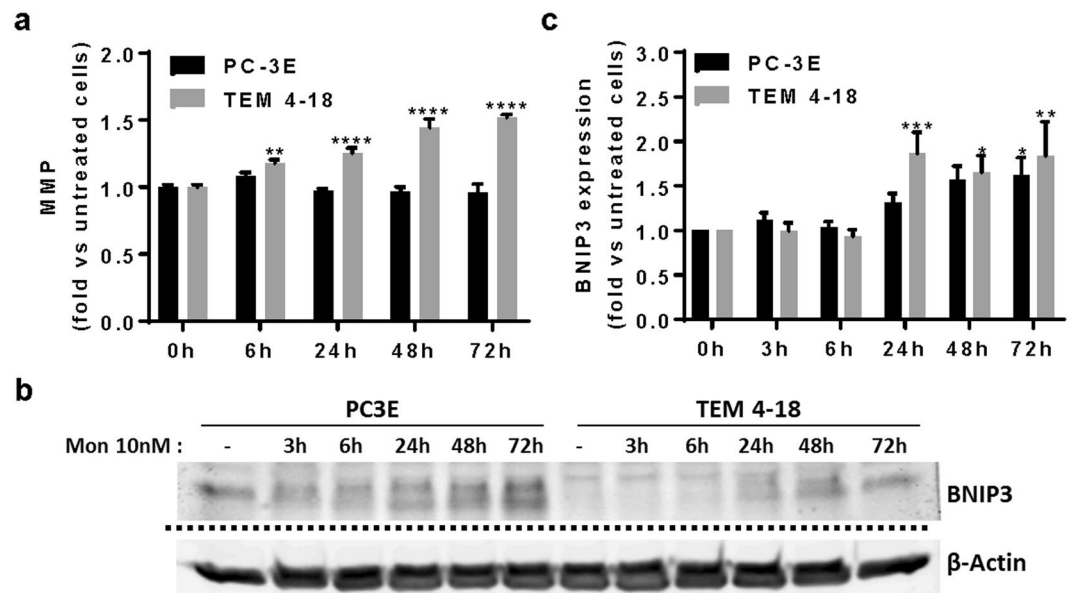 a
MMP
(fold vs untreated cells)
2.0
1.5
1.0
0.5
0.0
PC-3E
TEM 4-18
**
****
****
****
0h 6h 24h 48h 72h
c
BNIP3 expression
(fold vs untreated cells)
3.0
2.5
2.0
1.5
1.0
0.5
0.0
PC-3E
TEM 4-18
***
*
*
**
0h 3h 6h 24h 48h 72h
b
PC3E TEM 4-18
Mon 10nM : - 3h 6h 24h 48h 72h - 3h 6h 24h 48h 72h
BNIP3
β-Actin